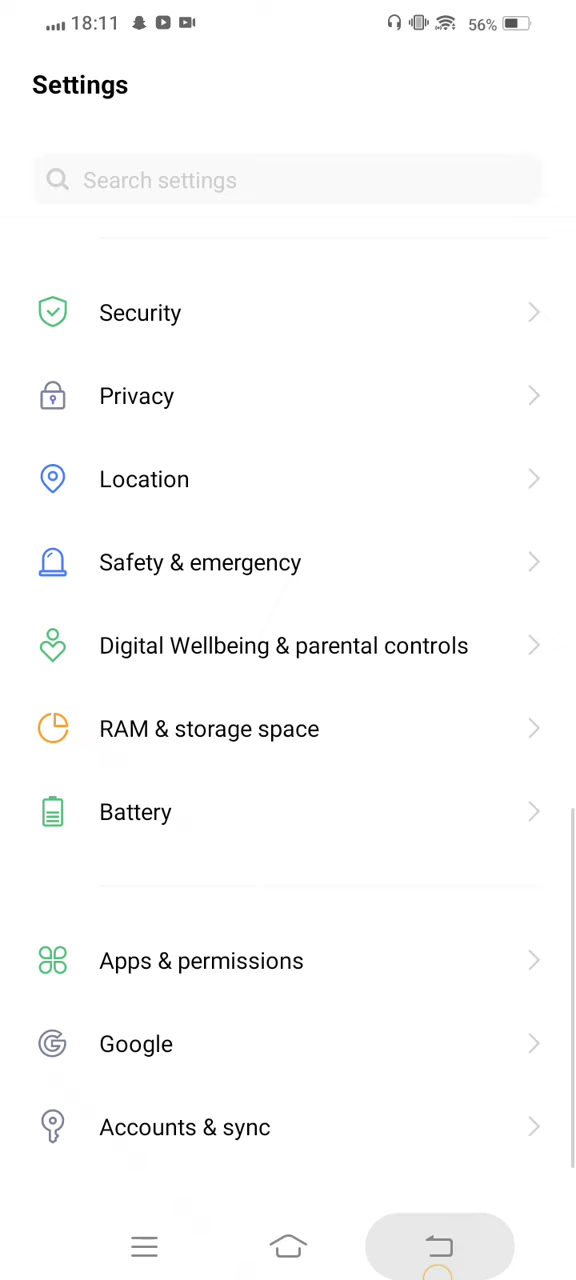 18:11
56%
Settings
Search settings
Security
Privacy
Location
Safety & emergency
Digital Wellbeing & parental controls
RAM & storage space
Battery
Apps & permissions
Google
Accounts & sync